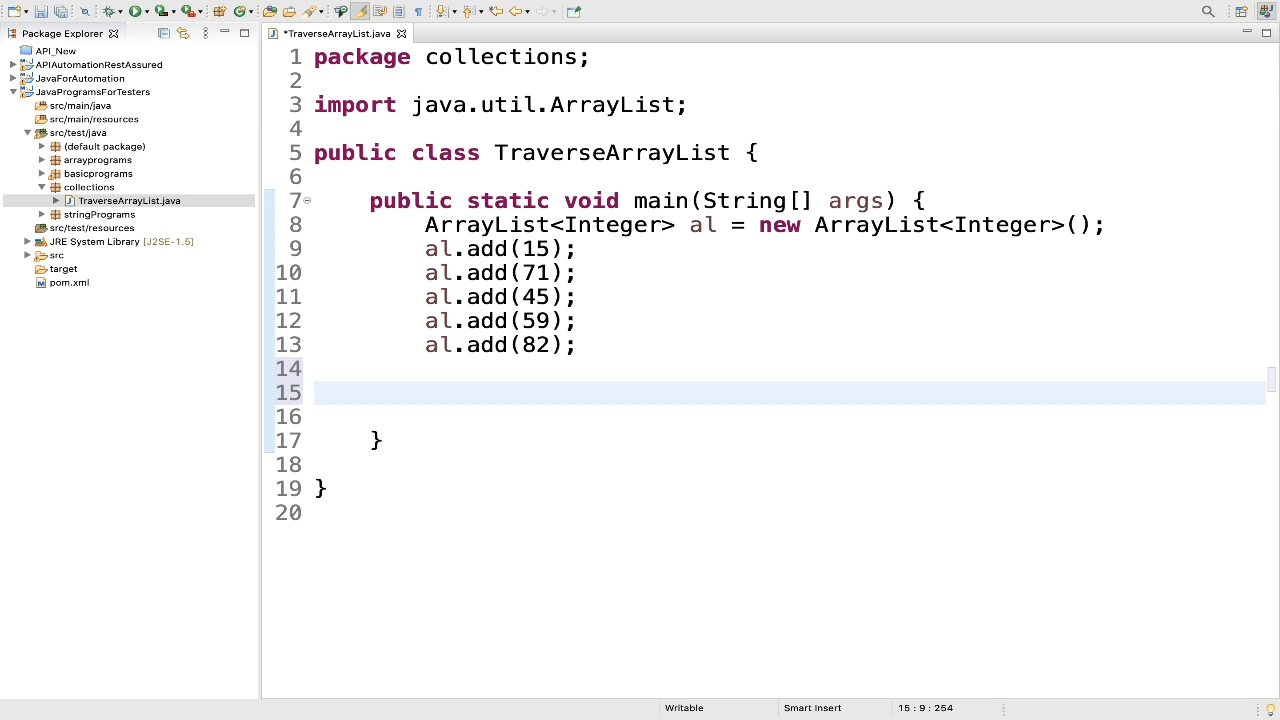 Package Explorer
*TraverseArrayList.java
API_New
APIAutomationRestAssured
JavaForAutomation
JavaProgramsForTesters
src/main/java
src/main/resources
src/test/java
(default package)
arrayprograms
basicprograms
collections
TraverseArrayList.java
stringPrograms
src/test/resources
JRE System Library [J2SE-1.5]
src
target
pom.xml
1 package collections;
2
3 import java.util.ArrayList;
4
5 public class TraverseArrayList {
6
7 public static void main(String[] args) {
8 ArrayList<Integer> al = new ArrayList<Integer>();
9 al.add(15);
10 al.add(71);
11 al.add(45);
12 al.add(59);
13 al.add(82);
14
15
16
17 }
18
19 }
20
Writable
Smart Insert
15 : 9 : 254